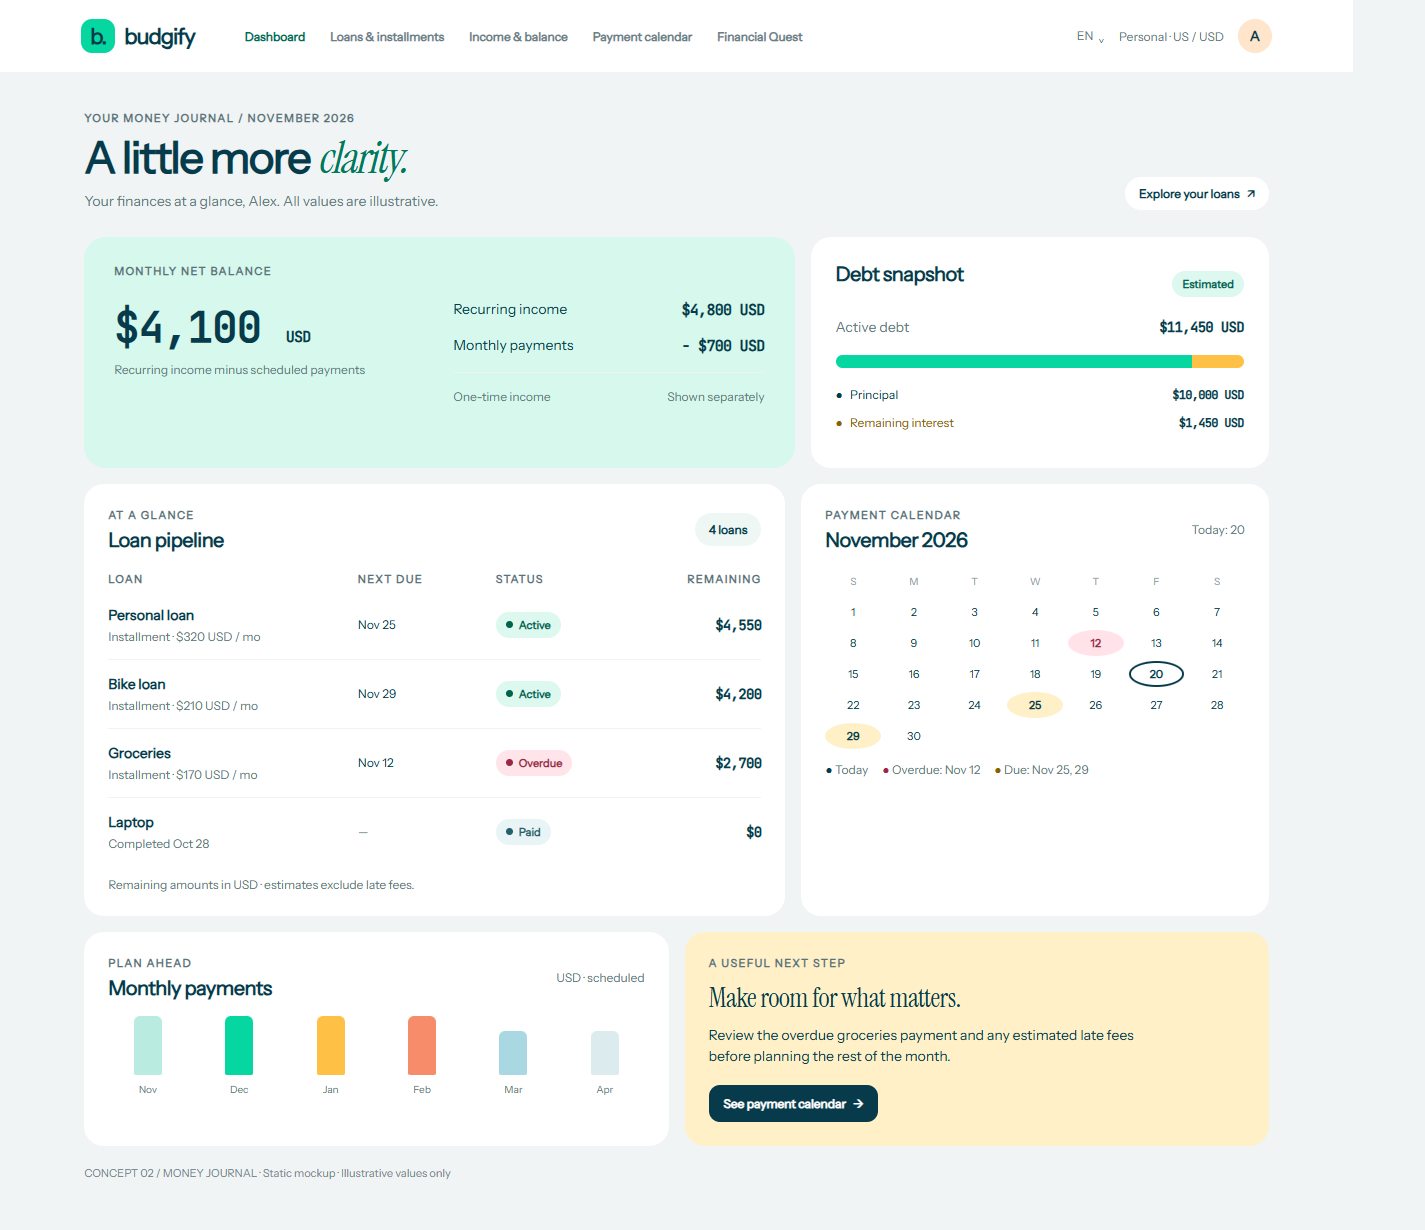 b. budgify
Dashboard
Loans & installments
Income & balance
Payment calendar
Financial Quest
EN
Personal · US / USD
A
YOUR MONEY JOURNAL / NOVEMBER 2026
A little more clarity.
Your finances at a glance, Alex. All values are illustrative.
Explore your loans ↗
MONTHLY NET BALANCE
$4,100 USD
Recurring income minus scheduled payments
Recurring income $4,800 USD
Monthly payments - $700 USD
One-time income Shown separately
Debt snapshot
Estimated
Active debt $11,450 USD
Principal $10,000 USD
Remaining interest $1,450 USD
AT A GLANCE
Loan pipeline
4 loans
LOAN NEXT DUE STATUS REMAINING
Personal loan
Installment · $320 USD / mo
Nov 25
Active
$4,550
Bike loan
Installment · $210 USD / mo
Nov 29
Active
$4,200
Groceries
Installment · $170 USD / mo
Nov 12
Overdue
$2,700
Laptop
Completed Oct 28
—
Paid
$0
Remaining amounts in USD · estimates exclude late fees.
PAYMENT CALENDAR
November 2026
Today: 20
S M T W T F S
1 2 3 4 5 6 7
8 9 10 11 12 13 14
15 16 17 18 19 20 21
22 23 24 25 26 27 28
29 30
Today
Overdue: Nov 12
Due: Nov 25, 29
PLAN AHEAD
Monthly payments
USD · scheduled
Nov Dec Jan Feb Mar Apr
A USEFUL NEXT STEP
Make room for what matters.
Review the overdue groceries payment and any estimated late fees
before planning the rest of the month.
See payment calendar →
CONCEPT 02 / MONEY JOURNAL · Static mockup · Illustrative values only